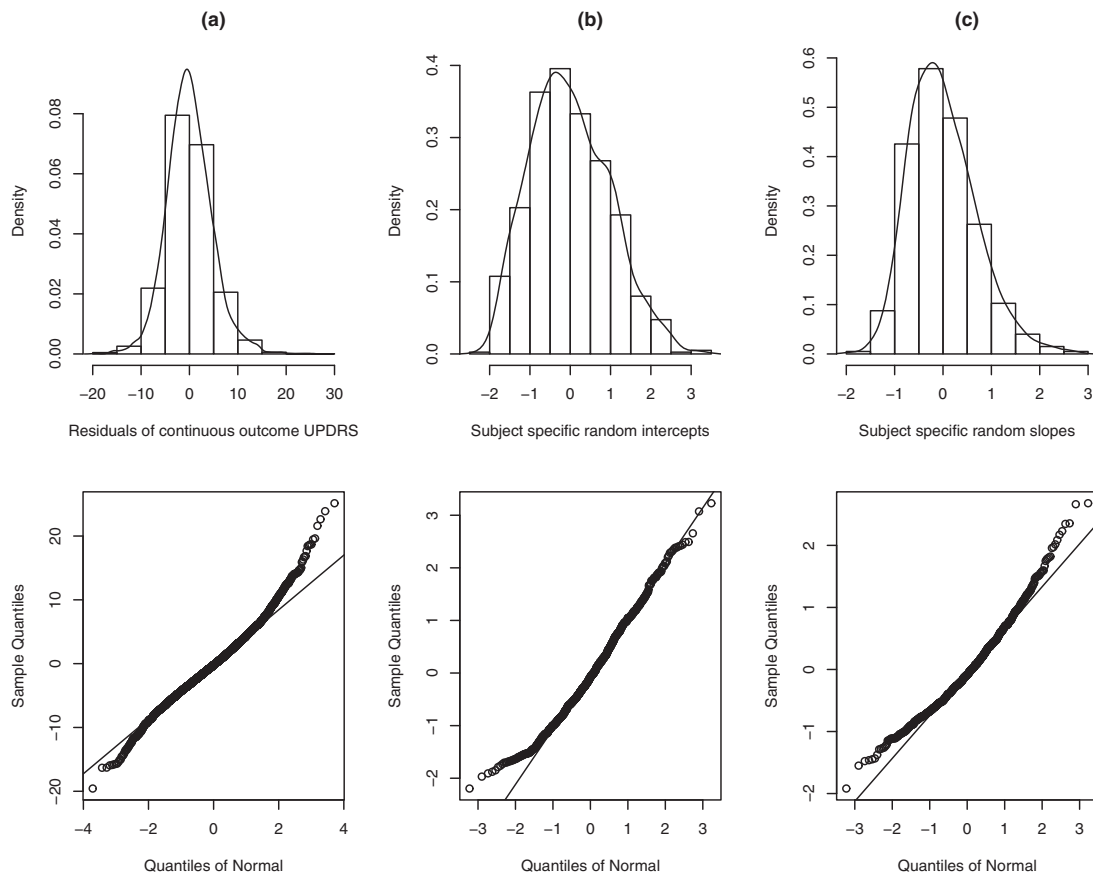 (a)
(b)
(c)
Density
0.00 0.02 0.04 0.06 0.08
−20 −10 0 10 20 30
Residuals of continuous outcome UPDRS
Density
0.0 0.1 0.2 0.3 0.4
−2 −1 0 1 2 3
Subject specific random intercepts
Density
0.0 0.1 0.2 0.3 0.4 0.5 0.6
−2 −1 0 1 2 3
Subject specific random slopes
Sample Quantiles
−20 −10 0 10 20
−4 −2 0 2 4
Quantiles of Normal
Sample Quantiles
−2 −1 0 1 2 3
−3 −2 −1 0 1 2 3
Quantiles of Normal
Sample Quantiles
−2 −1 0 1 2
−3 −2 −1 0 1 2 3
Quantiles of Normal